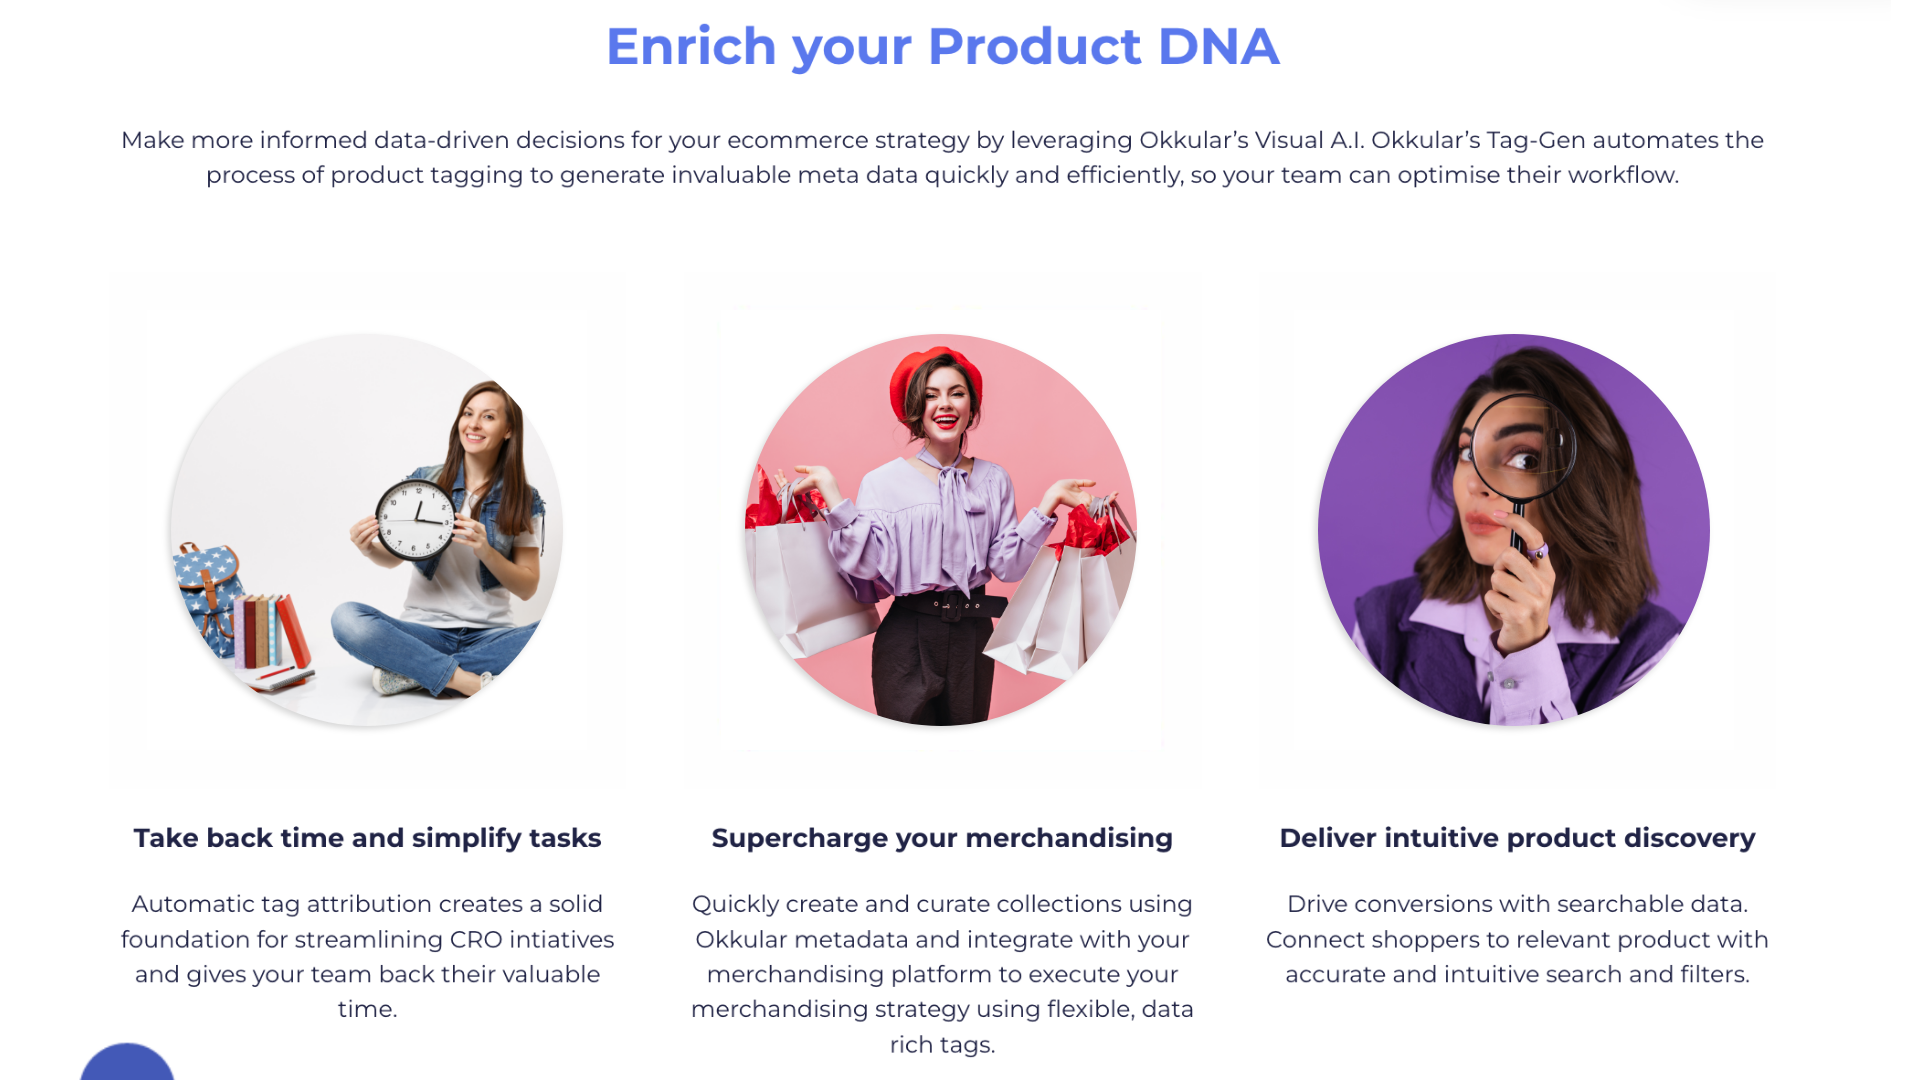 Enrich your Product DNA
Make more informed data-driven decisions for your ecommerce strategy by leveraging Okkular’s Visual A.I. Okkular’s Tag-Gen automates the
process of product tagging to generate invaluable meta data quickly and efficiently, so your team can optimise their workflow.
Take back time and simplify tasks
Automatic tag attribution creates a solid
foundation for streamlining CRO intiatives
and gives your team back their valuable
time.
Supercharge your merchandising
Quickly create and curate collections using
Okkular metadata and integrate with your
merchandising platform to execute your
merchandising strategy using flexible, data
rich tags.
Deliver intuitive product discovery
Drive conversions with searchable data.
Connect shoppers to relevant product with
accurate and intuitive search and filters.